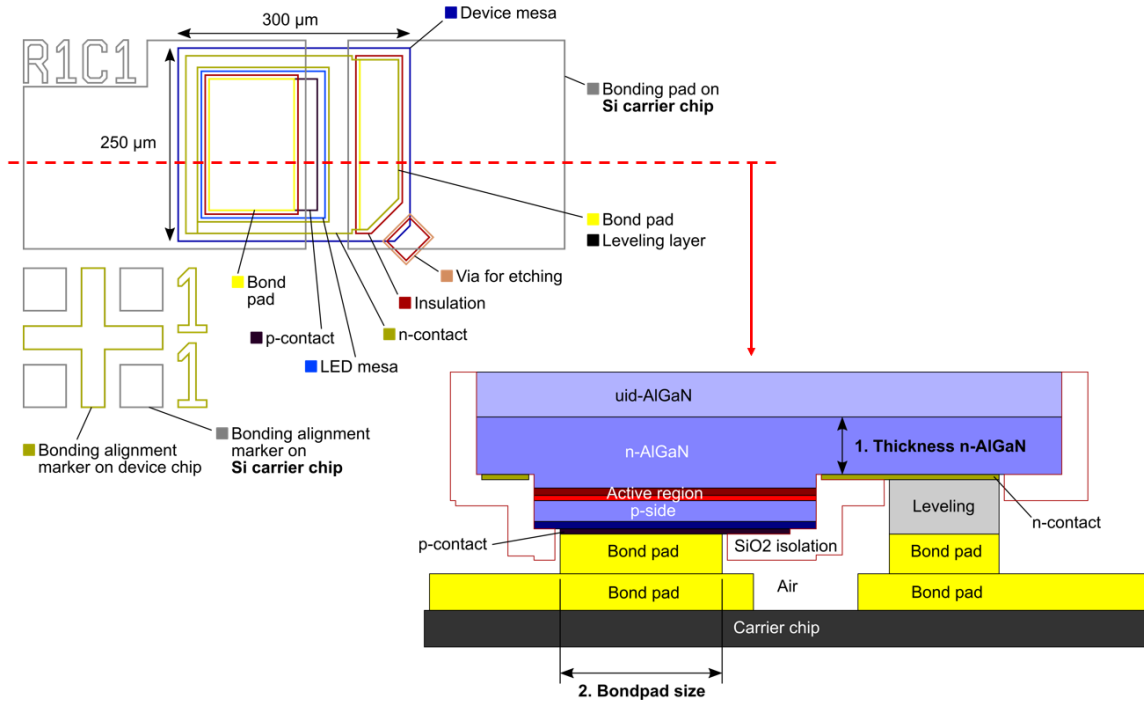 R1C1
300 µm
Device mesa
Bonding pad on
Si carrier chip
250 µm
Bond pad
Leveling layer
Via for etching
Bond
pad
Insulation
p-contact
n-contact
LED mesa
1
1
Bonding alignment
marker on device chip
Bonding alignment
marker on
Si carrier chip
uid-AlGaN
n-AlGaN
1. Thickness n-AlGaN
Active region
p-side
p-contact
SiO2 isolation
Leveling
n-contact
Bond pad
Bond pad
Bond pad
Air
Bond pad
Carrier chip
2. Bondpad size